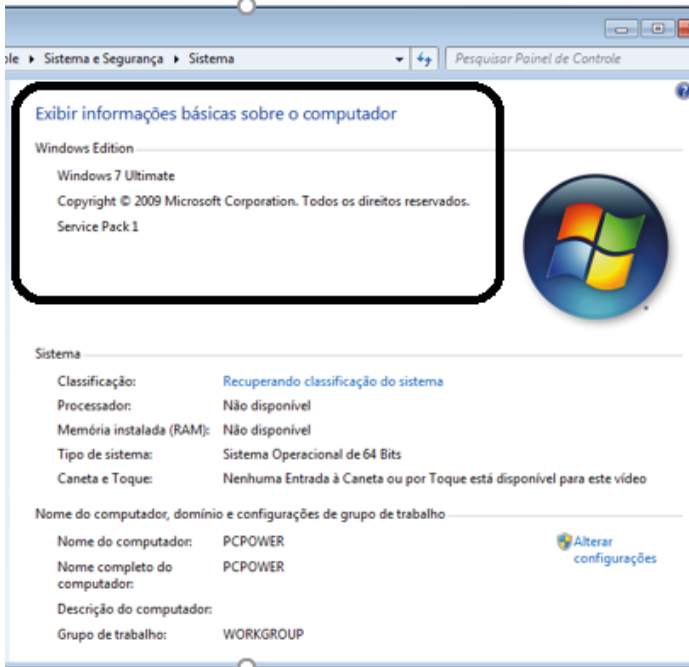 Sistema e Segurança Sistema Pesquisar Painel de Controle
Exibir informações básicas sobre o computador
Windows Edition
Windows 7 Ultimate
Copyright © 2009 Microsoft Corporation. Todos os direitos reservados.
Service Pack 1
Sistema
Classificação: Recuperando classificação do sistema
Processador: Não disponível
Memória instalada (RAM): Não disponível
Tipo de sistema: Sistema Operacional de 64 Bits
Caneta e Toque: Nenhuma Entrada à Caneta ou por Toque está disponível para este vídeo
Nome do computador, domínio e configurações de grupo de trabalho
Nome do computador: PCPOWER
Alterar
configurações
Nome completo do
computador:
PCPOWER
Descrição do computador:
Grupo de trabalho: WORKGROUP